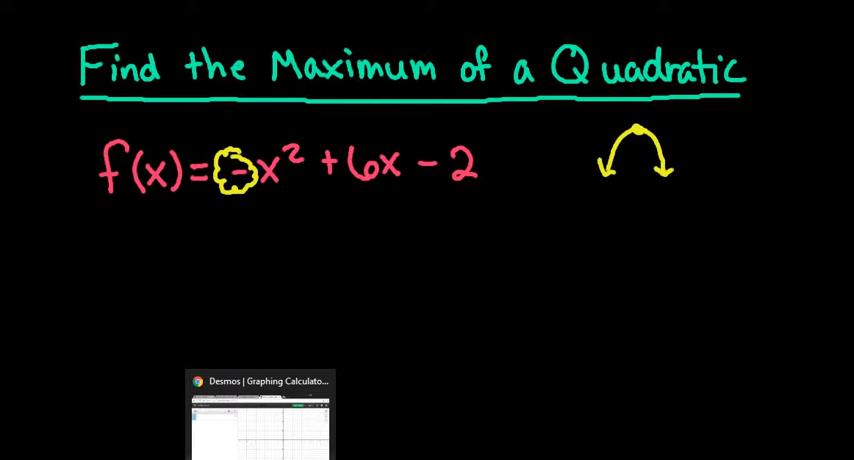 Find the Maximum of a Quadratic
f(x) = -x² + 6x - 2
Desmos | Graphing Calculato...